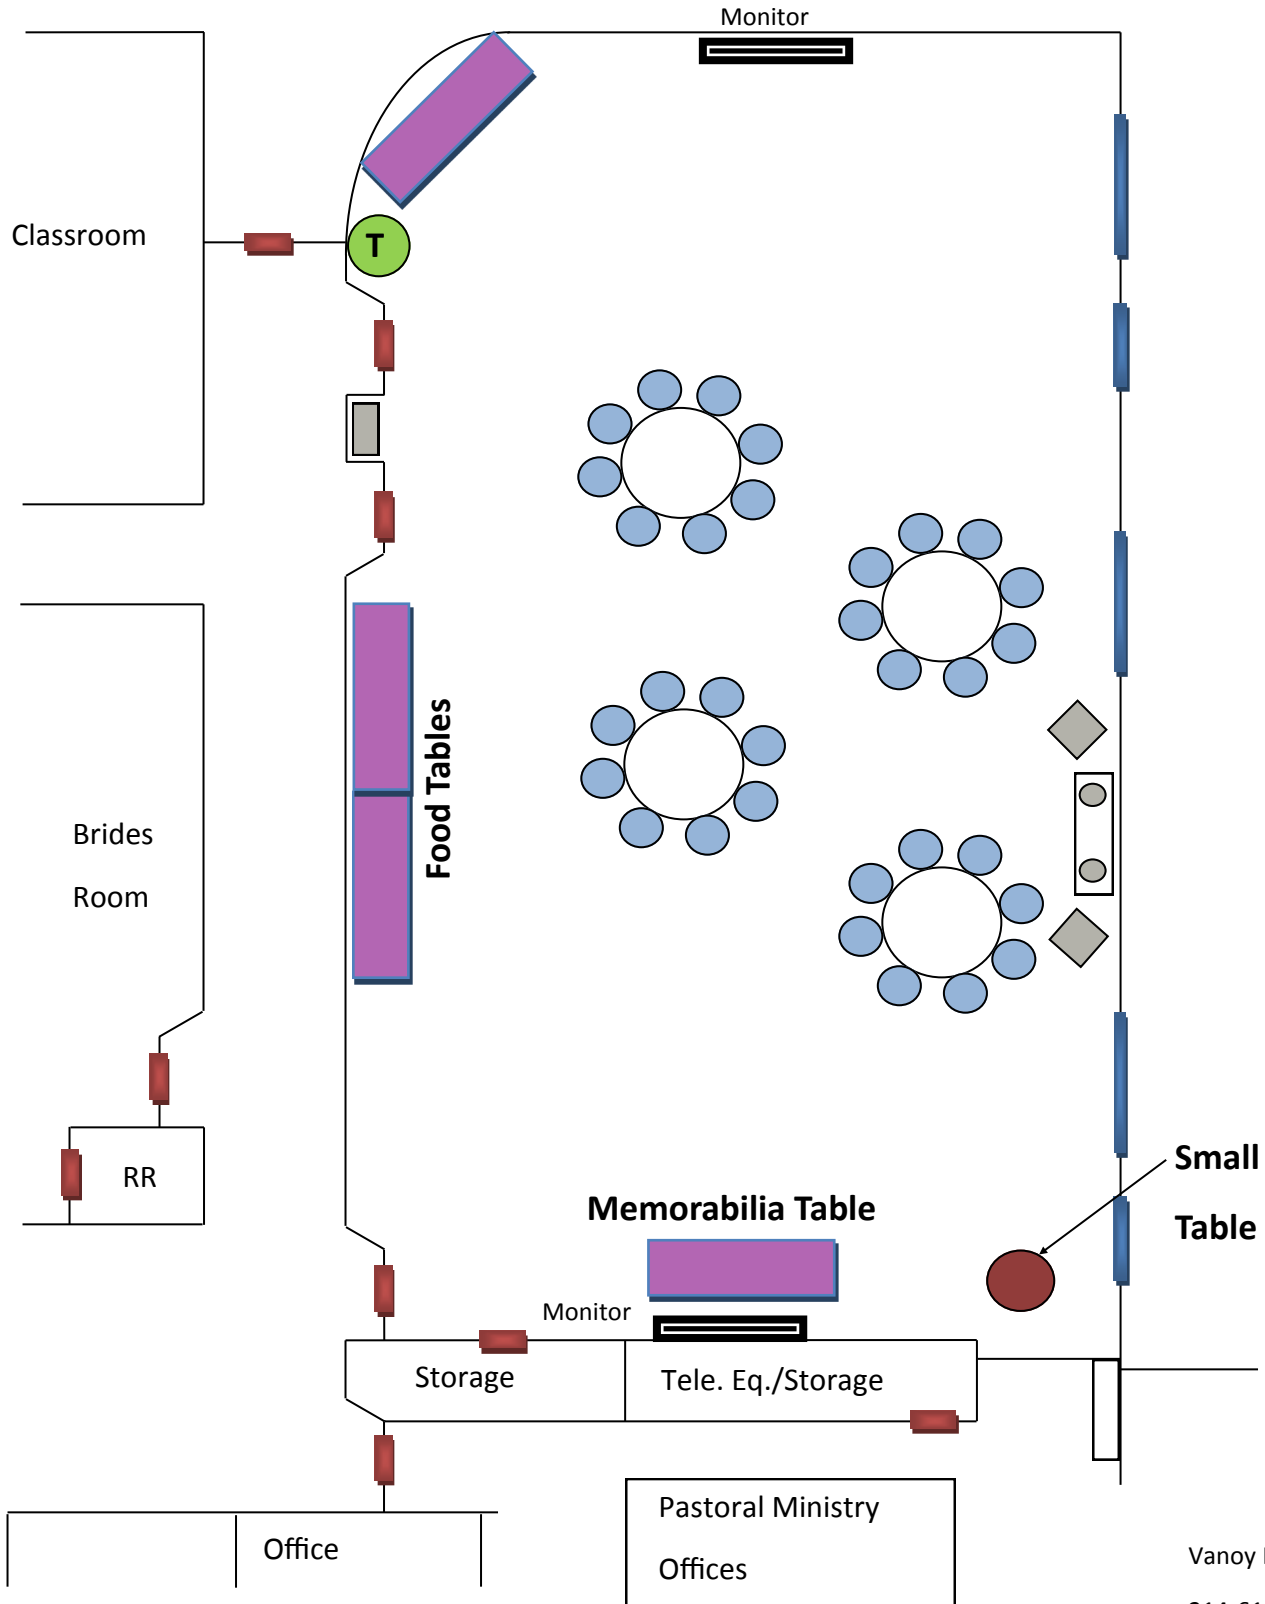 Monitor
Classroom
T
Food Tables
Brides
Room
RR
Small
Table
Memorabilia Table
Monitor
Storage
Tele. Eq./Storage
Office
Pastoral Ministry
Offices
Vanoy